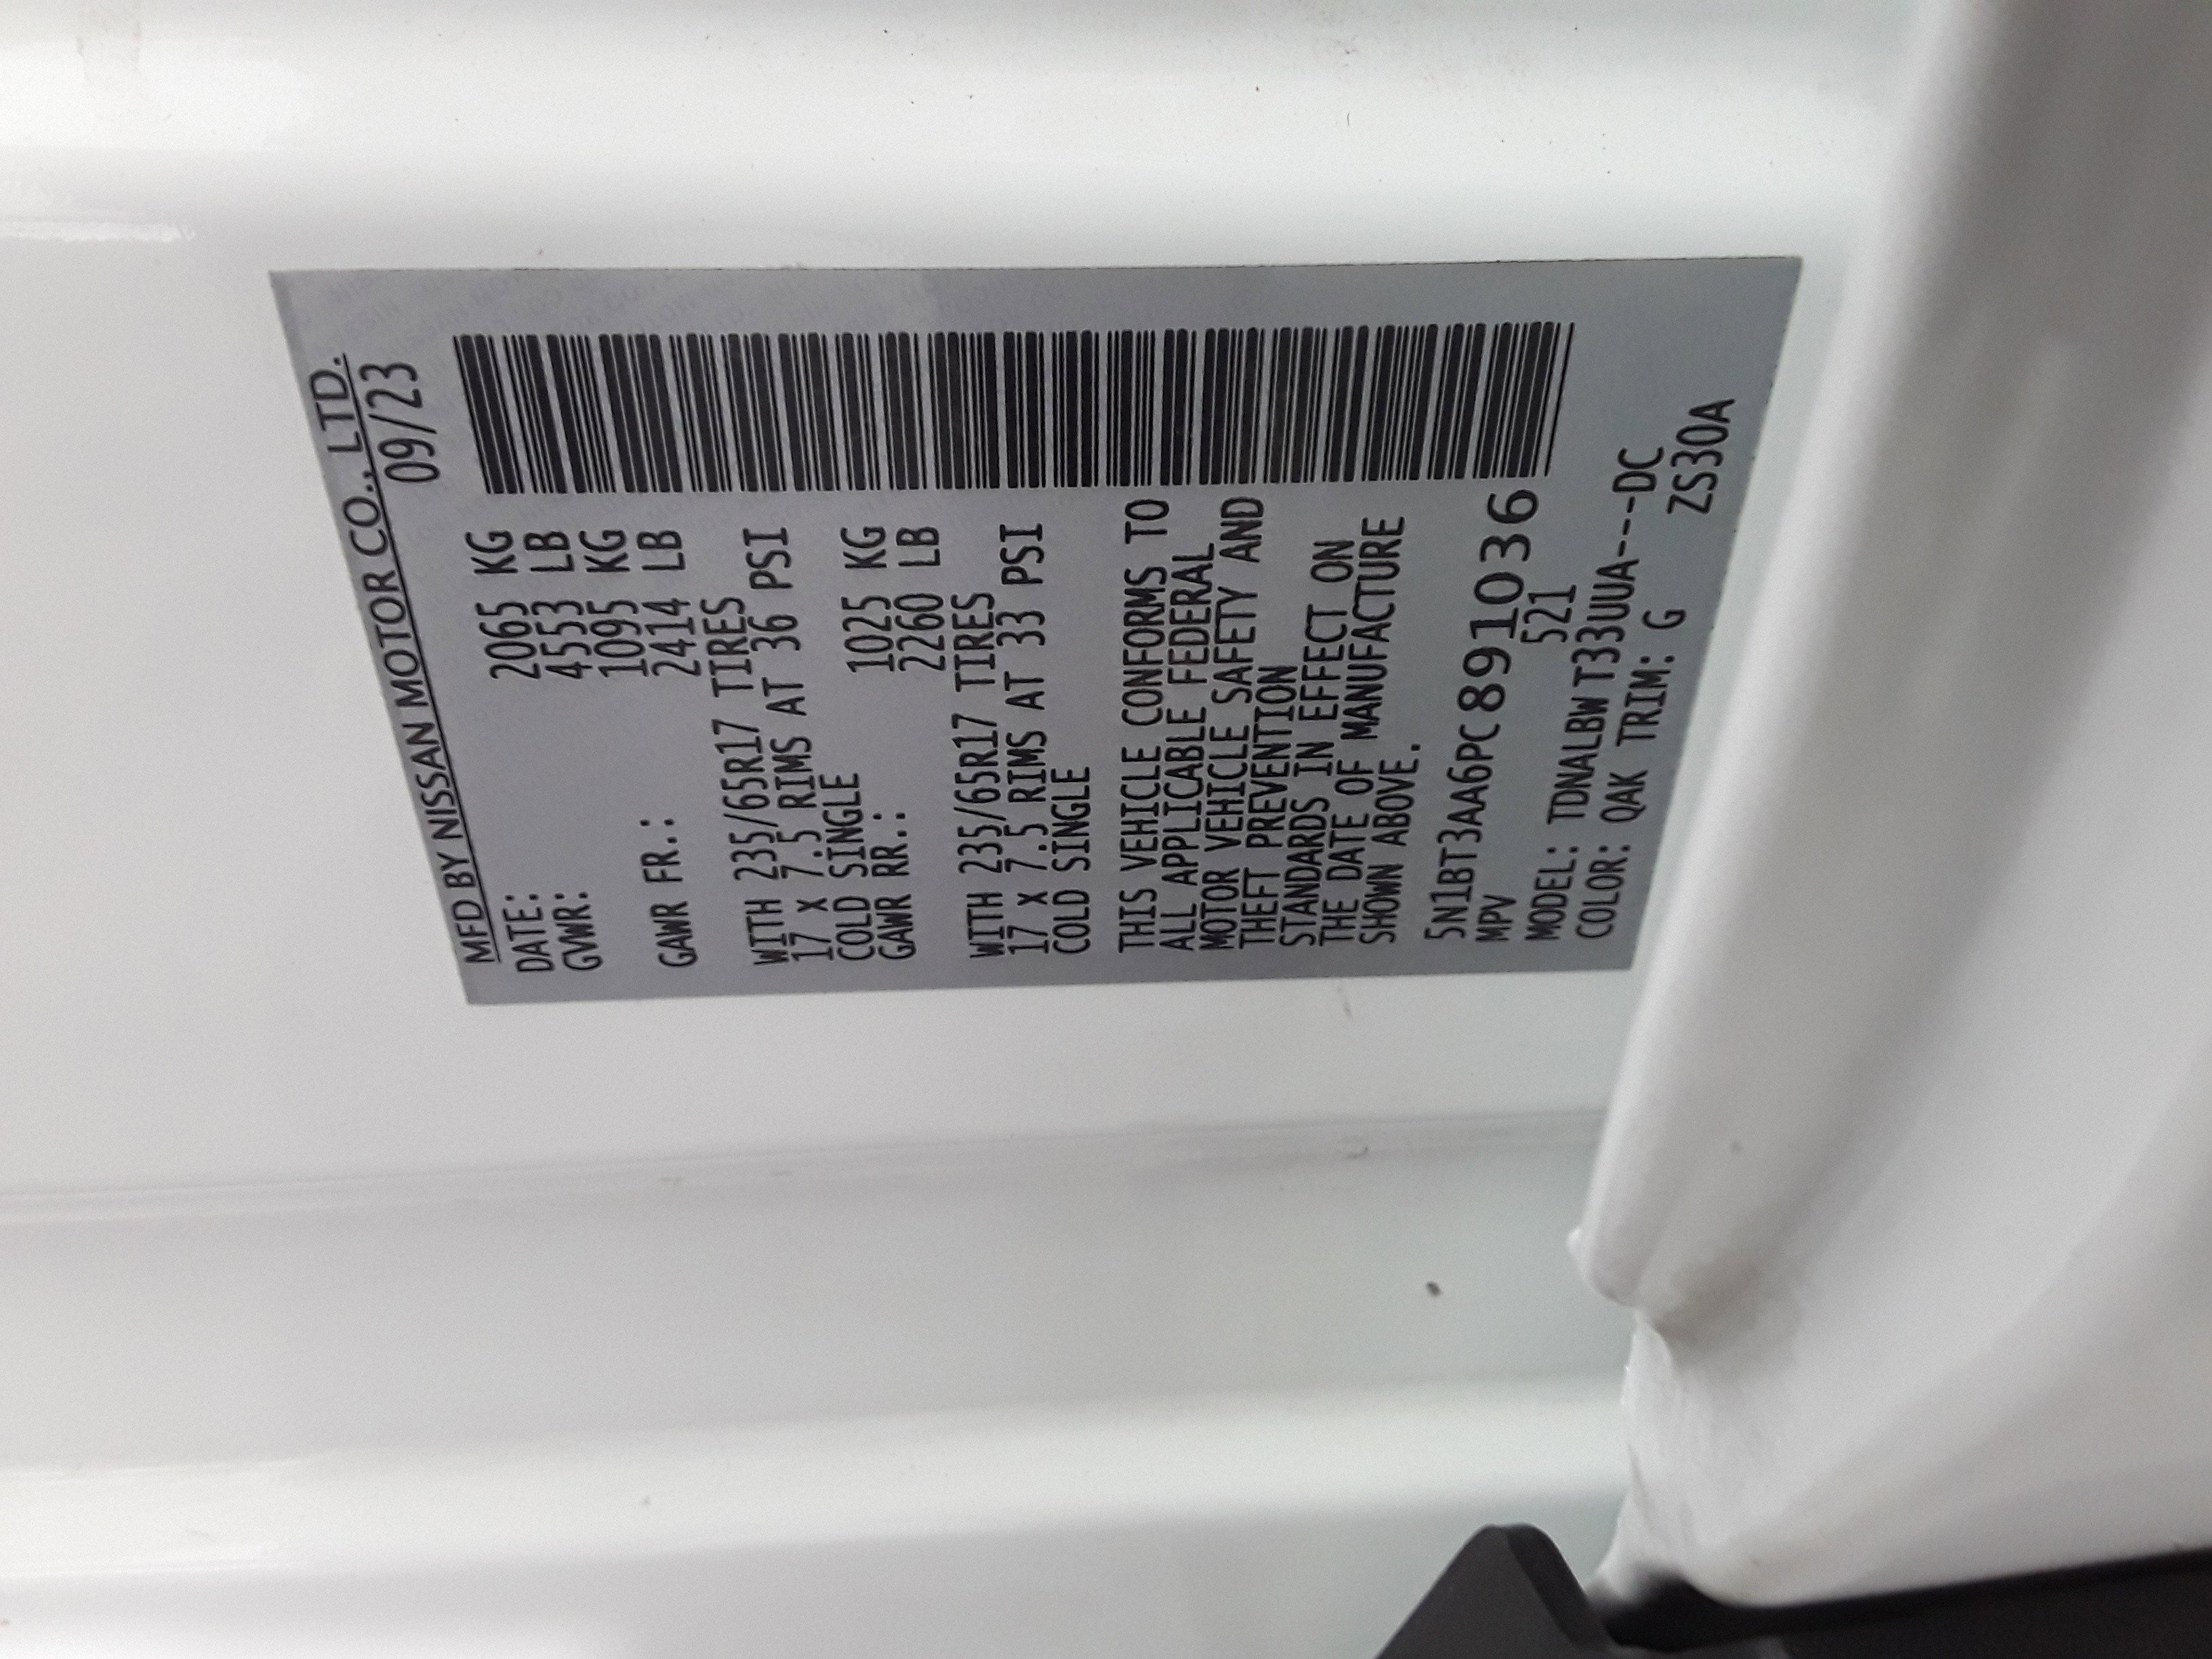 MFD BY NISSAN MOTOR CO., LTD.
DATE: 09/23
GVWR: 2065 KG
4553 LB
GAWR FR.: 1095 KG
2414 LB
WITH 235/65R17 TIRES
17 X 7.5 RIMS AT 36 PSI
COLD SINGLE
GAWR RR.: 1025 KG
2260 LB
WITH 235/65R17 TIRES
17 X 7.5 RIMS AT 33 PSI
COLD SINGLE
THIS VEHICLE CONFORMS TO
ALL APPLICABLE FEDERAL
MOTOR VEHICLE SAFETY AND
THEFT PREVENTION
STANDARDS IN EFFECT ON
THE DATE OF MANUFACTURE
SHOWN ABOVE.
5N1BT3AA6PC891036
MPV 521
MODEL: TDNALBWT33UUA---DC
COLOR: QAK TRIM: G ZS30A